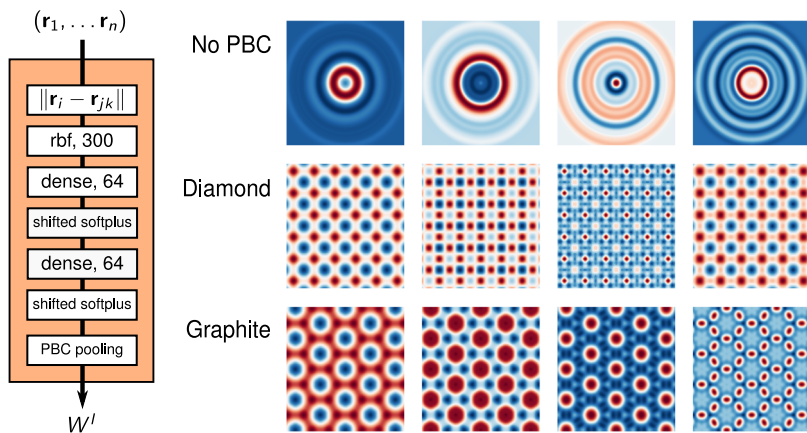 (r₁, . . . rₙ)
‖rᵢ − rⱼₖ‖
rbf, 300
dense, 64
shifted softplus
dense, 64
shifted softplus
PBC pooling
Wˡ
No PBC
Diamond
Graphite